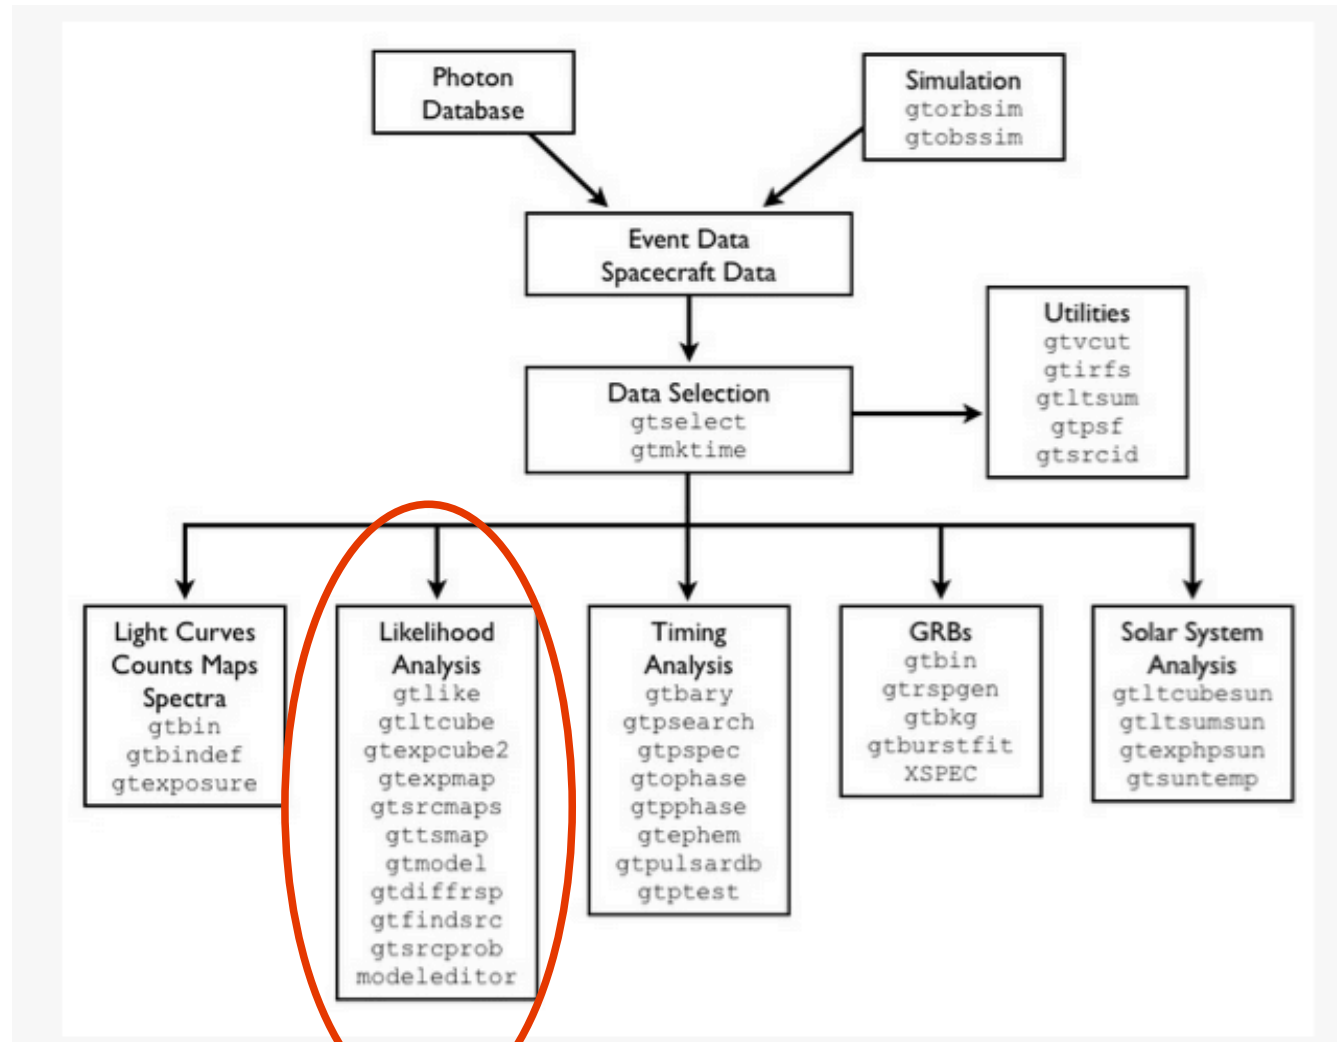 Photon
Database
Simulation
gtorbsim
gtobssim
Event Data
Spacecraft Data
Utilities
gtvcut
gtirfs
gtltsum
gtpsf
gtsrcid
Data Selection
gtselect
gtmktime
Light Curves
Counts Maps
Spectra
gtbin
gtbindef
gtexposure
Likelihood
Analysis
gtlike
gtltcube
gtexpcube2
gtexpmap
gtsrcmaps
gttsmap
gtmodel
gtdiffrsp
gtfindsrc
gtsrcprob
modeleditor
Timing
Analysis
gtbary
gtpsearch
gtpspec
gtophase
gtpphase
gtephem
gtpulsardb
gtptest
GRBs
gtbin
gtrspgen
gtbkg
gtburstfit
XSPEC
Solar System
Analysis
gtltcubesun
gtltsumsun
gtexphpsun
gtsuntemp